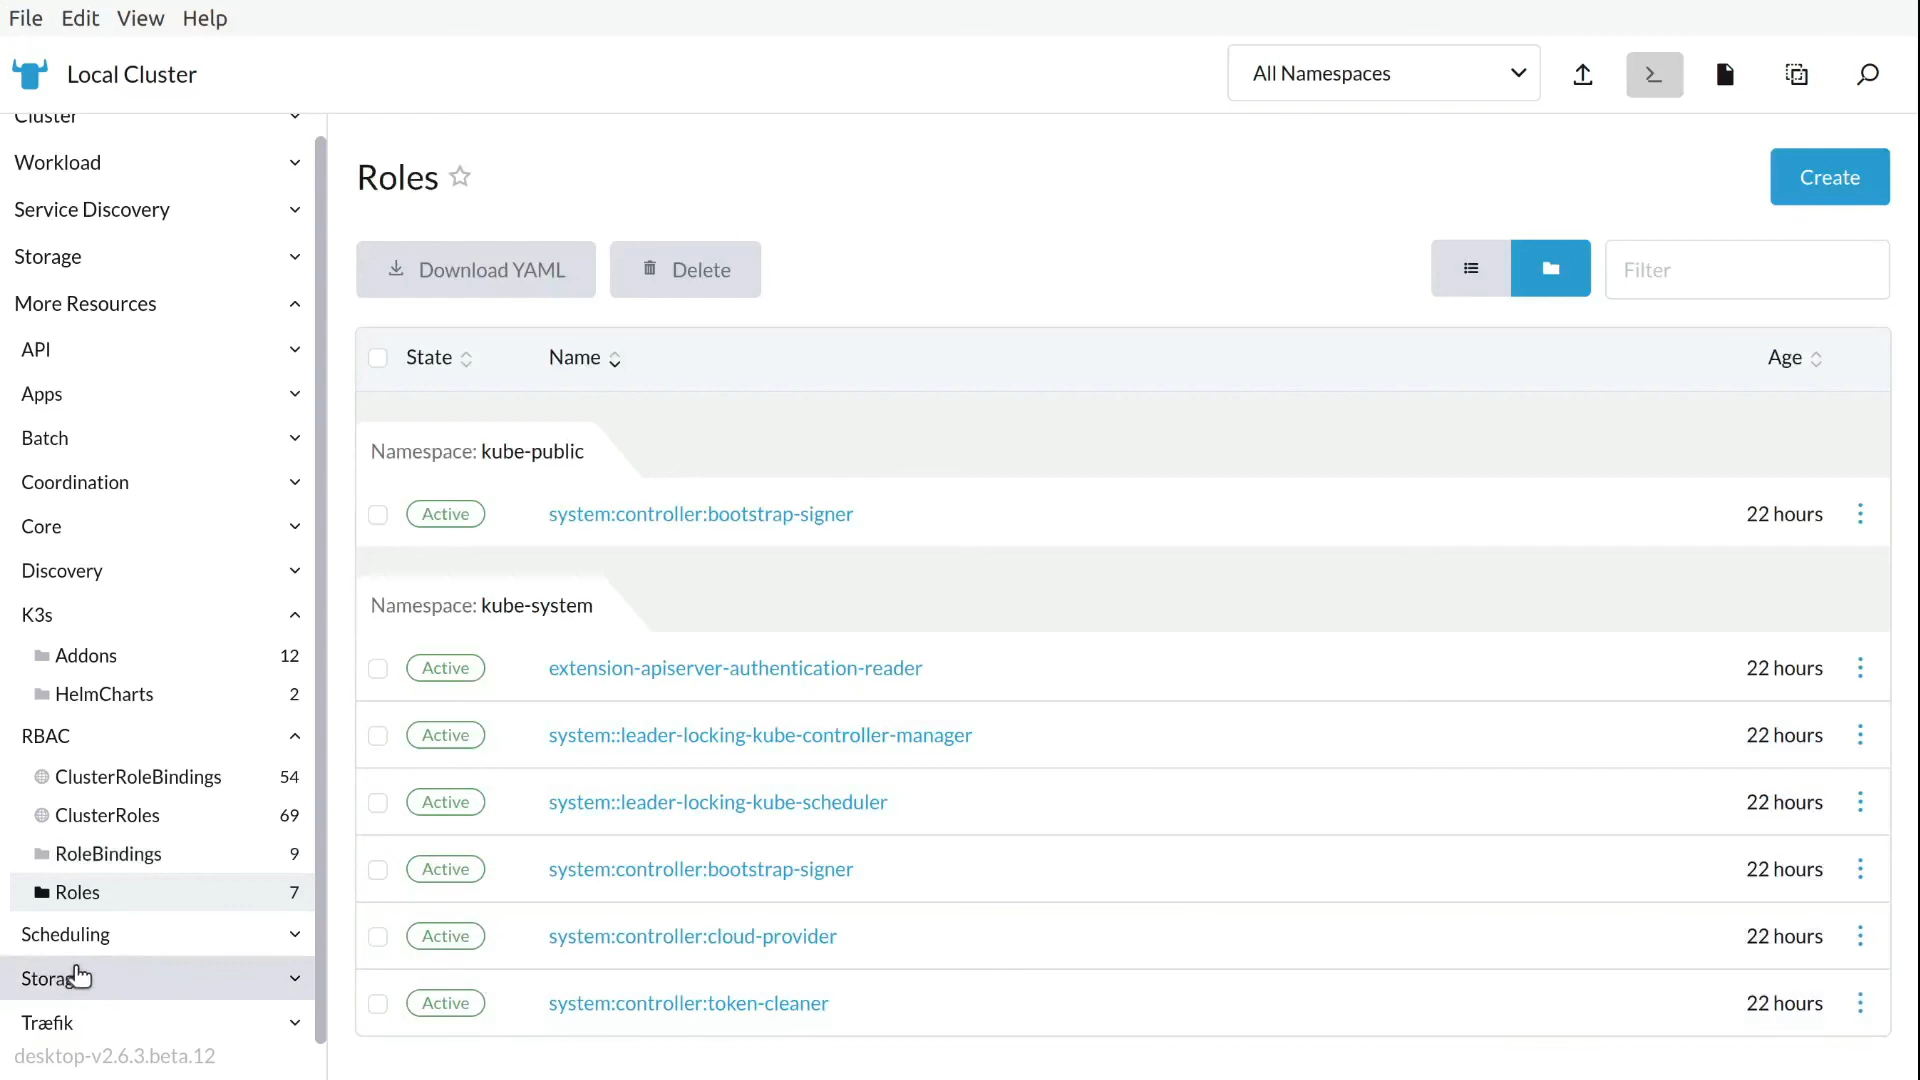 File Edit View Help
Local Cluster
All Namespaces
Cluster
Workload
Service Discovery
Storage
More Resources
API
Apps
Batch
Coordination
Core
Discovery
K3s
Addons 12
HelmCharts 2
RBAC
ClusterRoleBindings 54
ClusterRoles 69
RoleBindings 9
Roles 7
Scheduling
Storage
Træfik
desktop-v2.6.3.beta.12
Roles
Create
Download YAML
Delete
Filter
State Name Age
Namespace: kube-public
Active system:controller:bootstrap-signer 22 hours
Namespace: kube-system
Active extension-apiserver-authentication-reader 22 hours
Active system::leader-locking-kube-controller-manager 22 hours
Active system::leader-locking-kube-scheduler 22 hours
Active system:controller:bootstrap-signer 22 hours
Active system:controller:cloud-provider 22 hours
Active system:controller:token-cleaner 22 hours